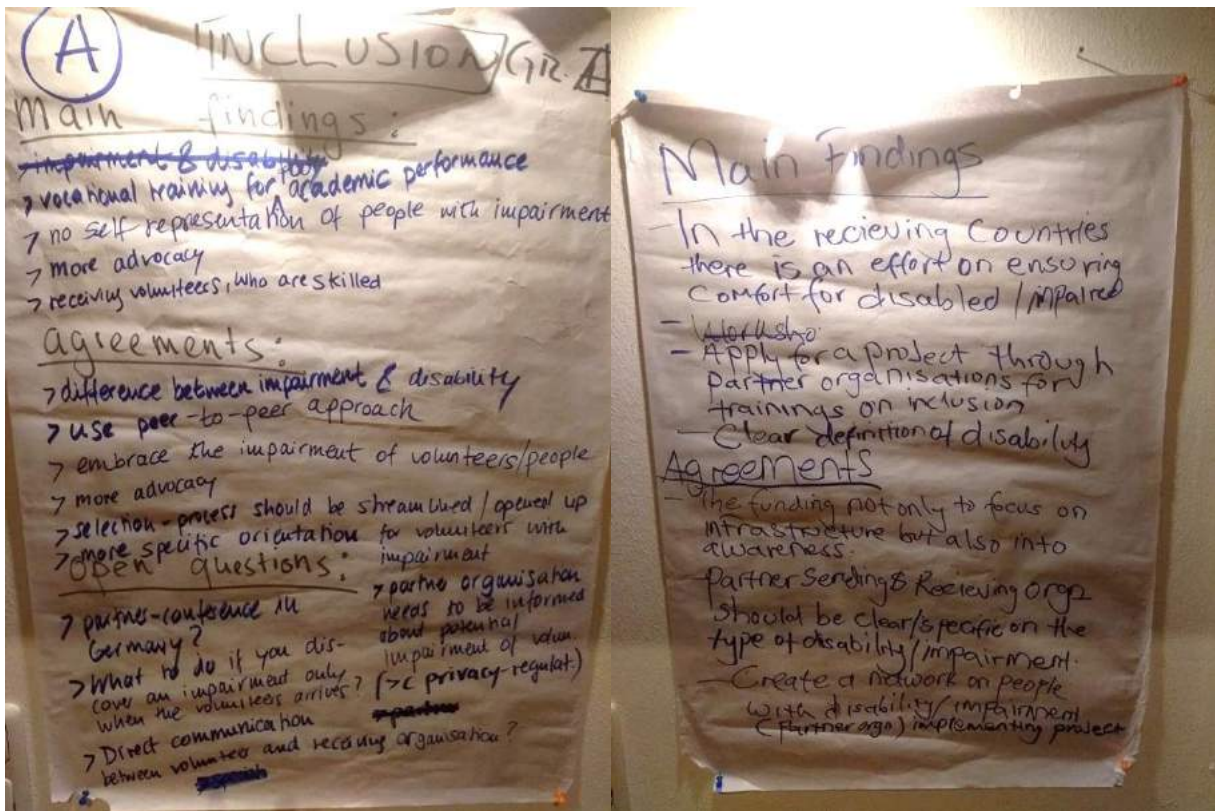 A INCLUSION GR. A
Main findings:
impairment & disability
> vocational training for poor academic performance
> no self representation of people with impairment
> more advocacy
> receiving volunteers, who are skilled
agreements:
> difference between impairment & disability
> use peer-to-peer approach
> embrace the impairment of volunteers/people
> more advocacy
> selection-process should be streamlined / opened up
for volunteers with
impairment
> more specific orientation
> partner organisation
needs to be informed
about potential
impairment of volun.
(>c privacy-regulat.)
partner
Open questions:
> partner-conference in
Germany?
> What to do if you dis-
cover an impairment only
when the volunteers arrives?
> Direct communication
between volunteer and receiving organisation?
Main Findings
- In the recieving Countries
there is an effort on ensuring
Comfort for disabled/impaired
- Worksho
- Apply for a project through
partner organisations for
trainings on inclusion
- Clear definition of disability
Agreements
- The funding not only to focus on
infrastructure but also into
awareness.
- Partner Sending & Recieving orgz
should be clear/specific on the
type of disability/impairment.
- Create a network on people
with disability/impairment
(Partner orgn) implementing project